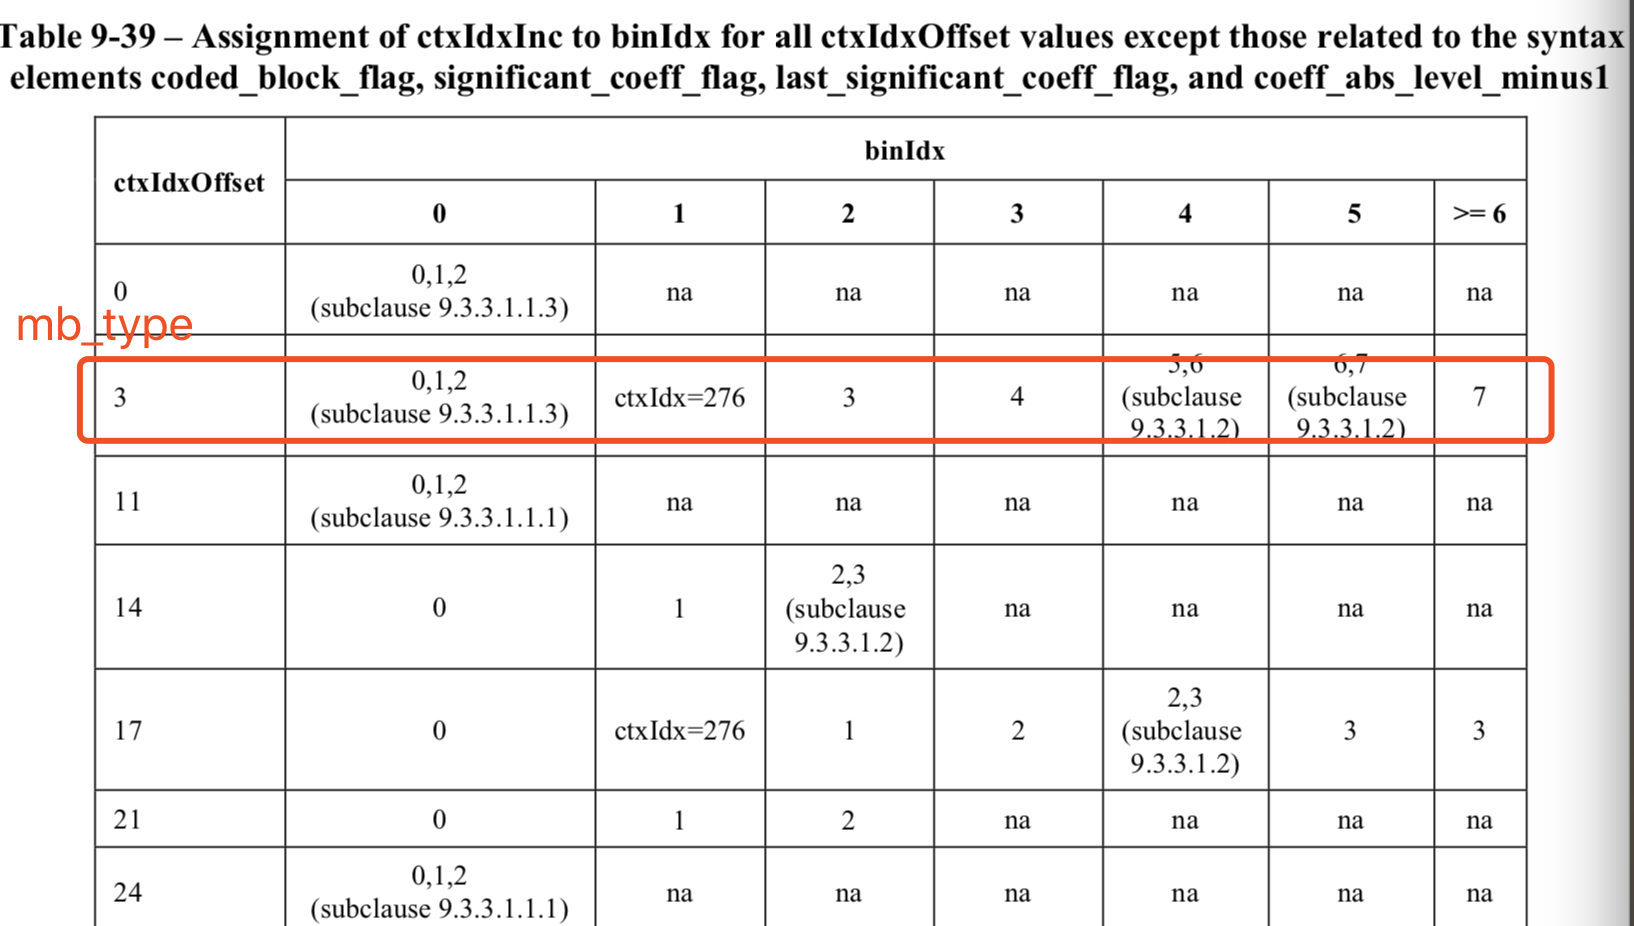 Table 9-39 – Assignment of ctxIdxInc to binIdx for all ctxIdxOffset values except those related to the syntax
elements coded_block_flag, significant_coeff_flag, last_significant_coeff_flag, and coeff_abs_level_minus1
ctxIdxOffset
binIdx
0 1 2 3 4 5 >= 6
0
0,1,2
(subclause 9.3.3.1.1.3)
na na na na na na
mb_type
3
0,1,2
(subclause 9.3.3.1.1.3)
ctxIdx=276
3
4
5,6
(subclause
9.3.3.1.2)
6,7
(subclause
9.3.3.1.2)
7
11
0,1,2
(subclause 9.3.3.1.1.1)
na na na na na na
14
0
1
2,3
(subclause
9.3.3.1.2)
na na na na
17
0
ctxIdx=276
1
2
2,3
(subclause
9.3.3.1.2)
3
3
21 0 1 2 na na na na
24
0,1,2
(subclause 9.3.3.1.1.1)
na na na na na na